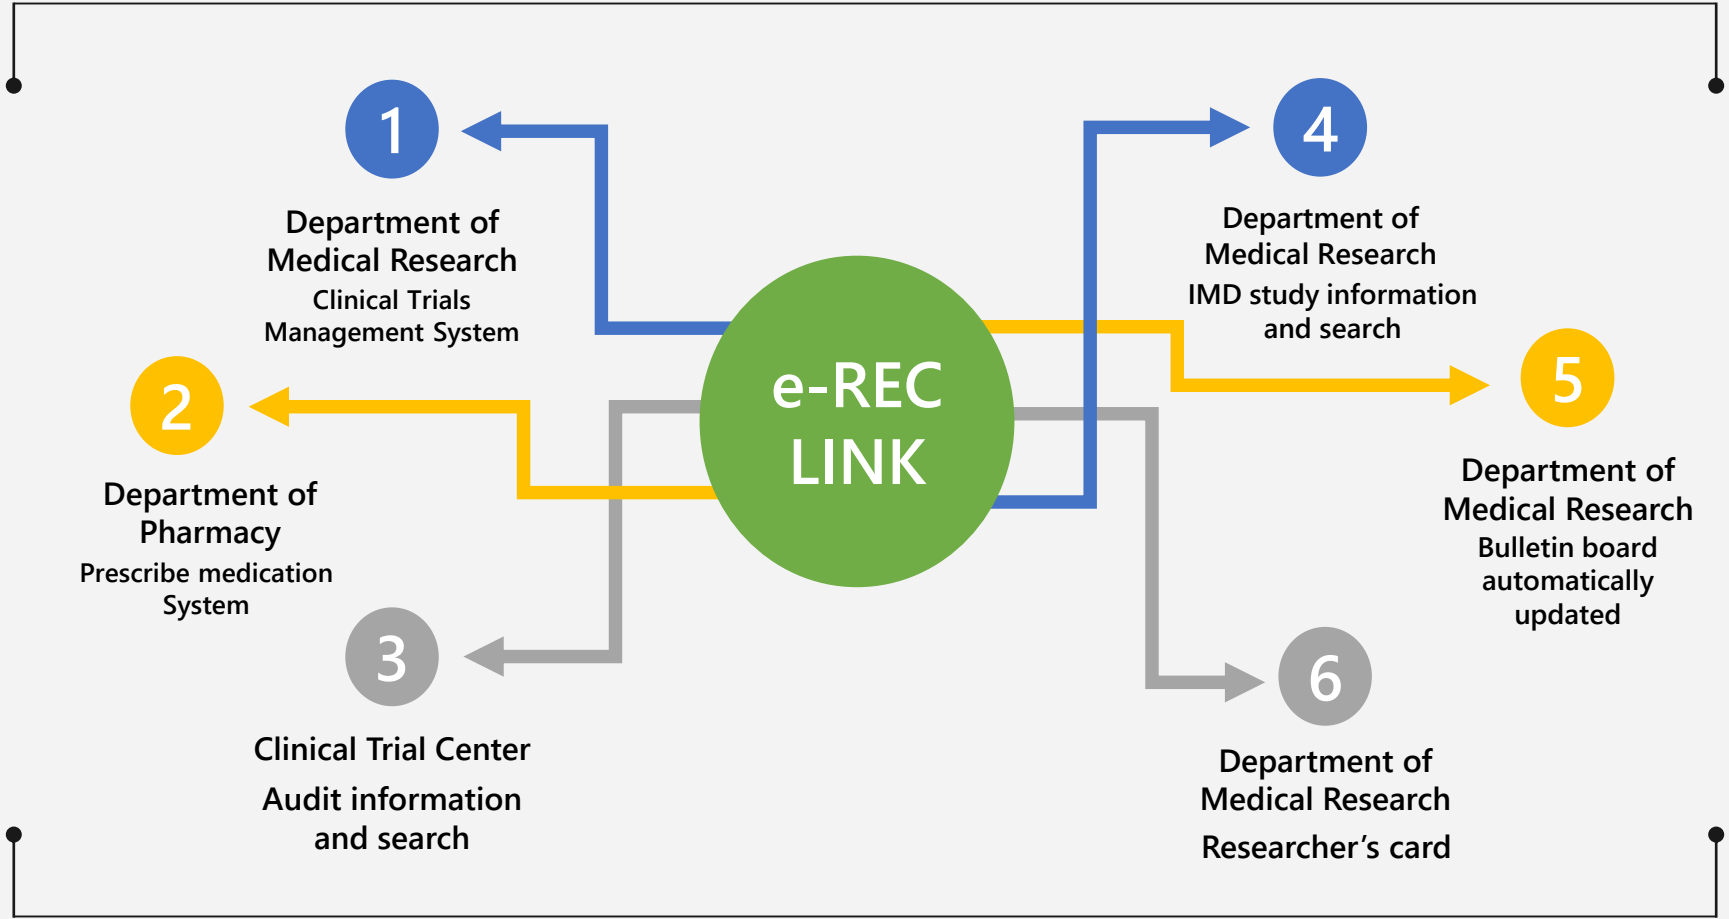 1
Department of
Medical Research
Clinical Trials
Management System
2
Department of
Pharmacy
Prescribe medication
System
3
Clinical Trial Center
Audit information
and search
e-REC
LINK
4
Department of
Medical Research
IMD study information
and search
5
Department of
Medical Research
Bulletin board
automatically
updated
6
Department of
Medical Research
Researcher’s card